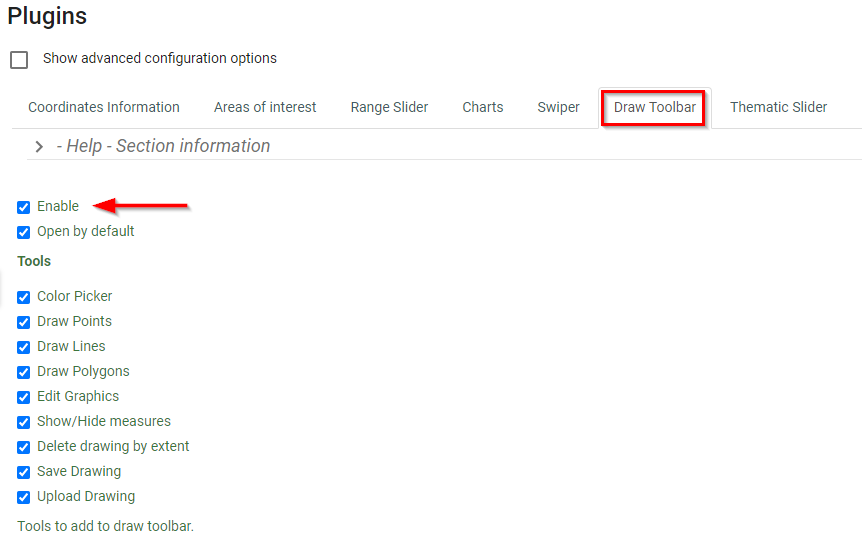 Plugins
Show advanced configuration options
Coordinates Information Areas of interest Range Slider Charts Swiper Draw Toolbar Thematic Slider
- Help - Section information
Enable
Open by default
Tools
Color Picker
Draw Points
Draw Lines
Draw Polygons
Edit Graphics
Show/Hide measures
Delete drawing by extent
Save Drawing
Upload Drawing
Tools to add to draw toolbar.